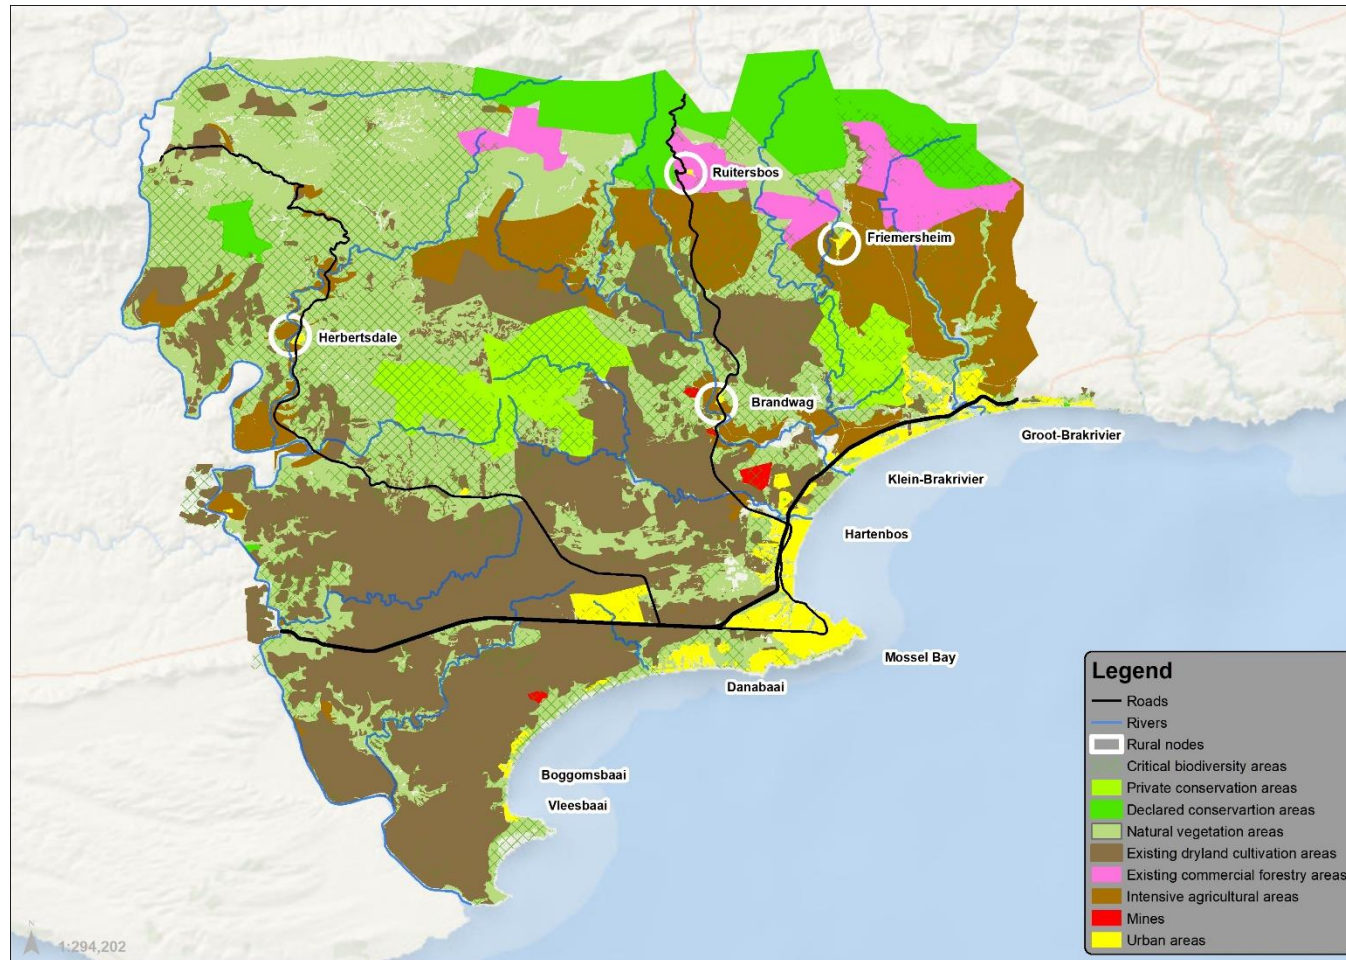 Ruitersbos
Friemersheim
Herbertsdale
Brandwag
Groot-Brakrivier
Klein-Brakrivier
Hartenbos
Mossel Bay
Danabaai
Boggomsbaai
Vleesbaai
Legend
Roads
Rivers
Rural nodes
Critical biodiversity areas
Private conservation areas
Declared conservartion areas
Natural vegetation areas
Existing dryland cultivation areas
Existing commercial forestry areas
Intensive agricultural areas
Mines
Urban areas
N
1:294,202